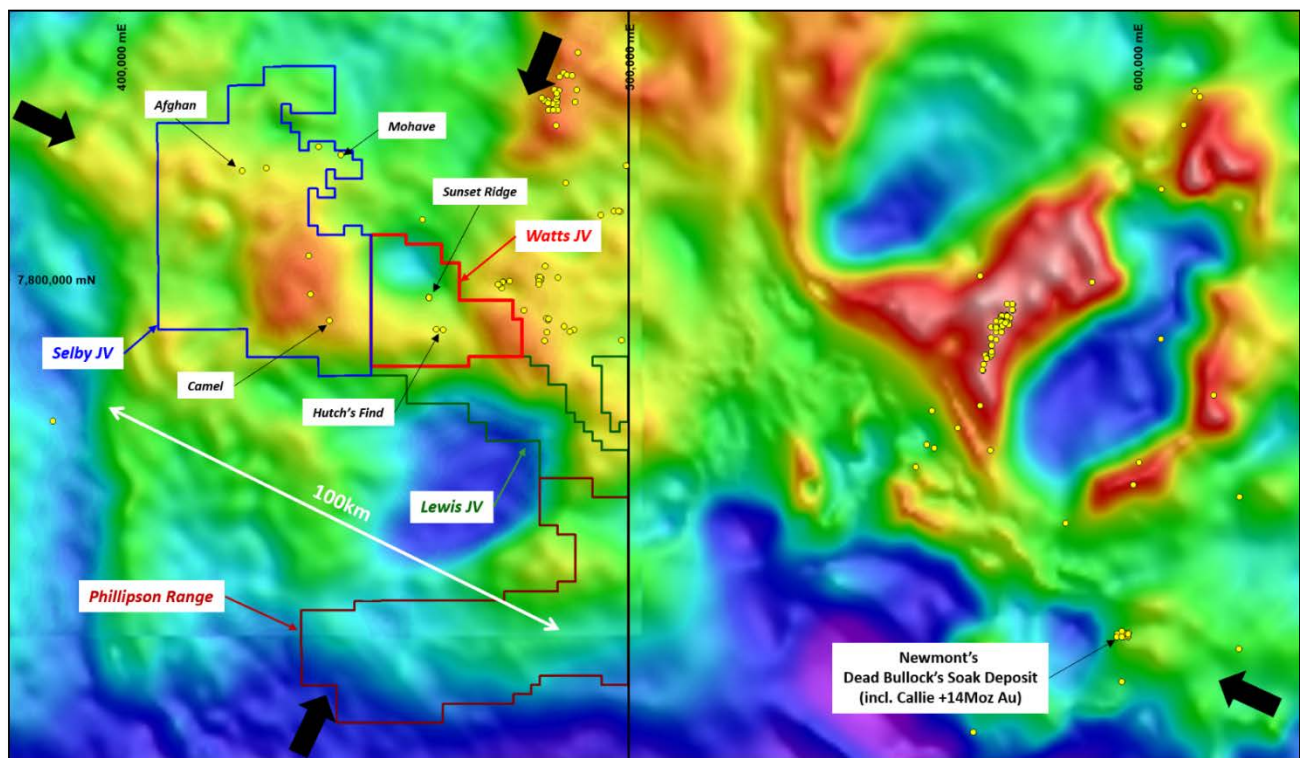 400,000 mE
500,000 mE
600,000 mE
Afghan
Mohave
Sunset Ridge
Watts JV
7,800,000 mN
Selby JV
Camel
Hutch's Find
100km
Lewis JV
Phillipson Range
Newmont's
Dead Bullock's Soak Deposit
(incl. Callie +14Moz Au)